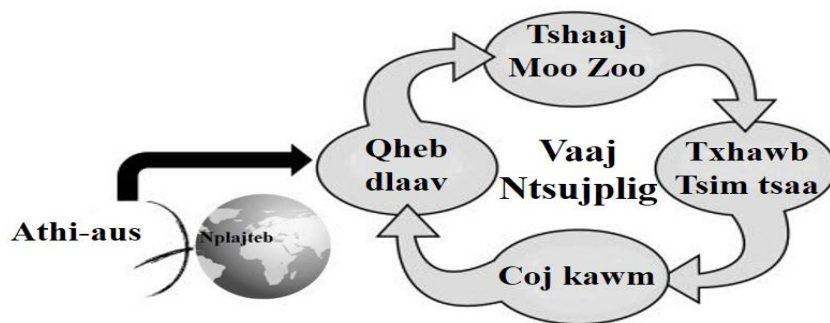 Tshaaj
Moo Zoo
Qheb
dlaav
Vaaj
Ntsujplig
Txhawb
Tsim tsaa
Athi-aus
Nplajteb
Coj kawm